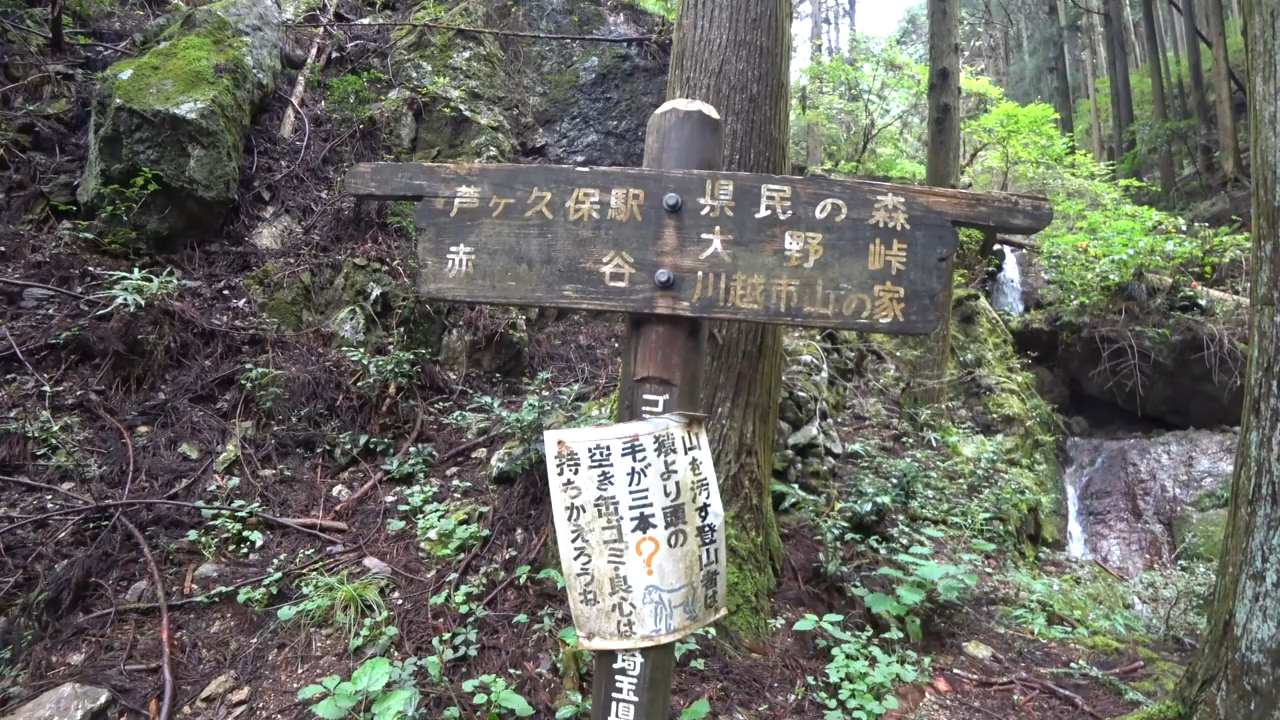 芦ヶ久保駅
赤谷
県民の森
大野峠
川越市山の家
ゴ
山を汚す登山者は
猿より頭の
毛が三本?
空き缶ゴミ良心は
持ちかえろうね
埼玉県